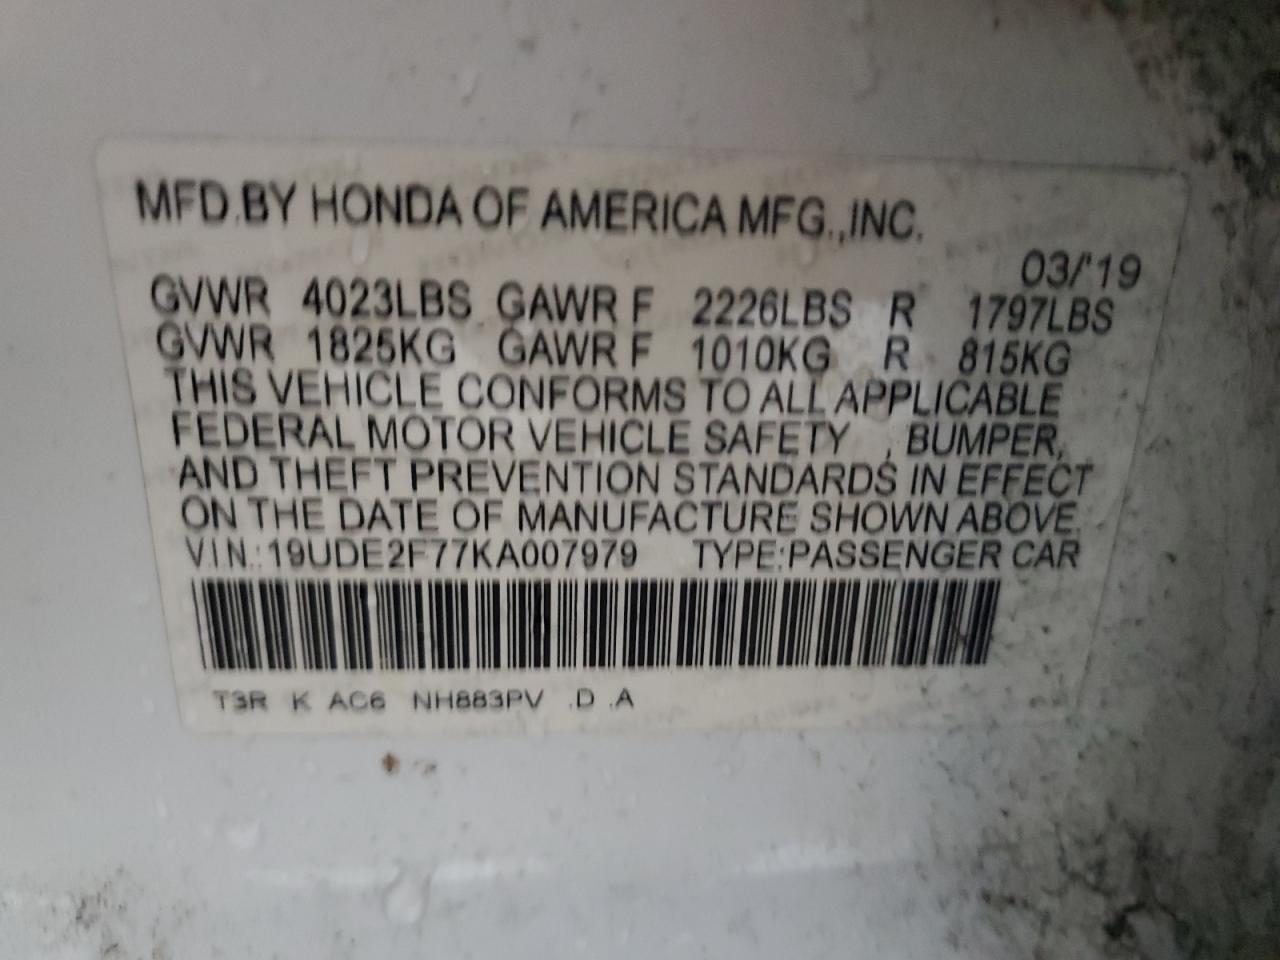 MFD.BY HONDA OF AMERICA MFG.,INC.
03/'19
GVWR 4023LBS GAWR F 2226LBS R 1797LBS
GVWR 1825KG GAWR F 1010KG R 815KG
THIS VEHICLE CONFORMS TO ALL APPLICABLE
FEDERAL MOTOR VEHICLE SAFETY , BUMPER,
AND THEFT PREVENTION STANDARDS IN EFFECT
ON THE DATE OF MANUFACTURE SHOWN ABOVE.
V.I.N.:19UDE2F77KA007979 TYPE:PASSENGER CAR
T3R K AC6 NH883PV .D .A